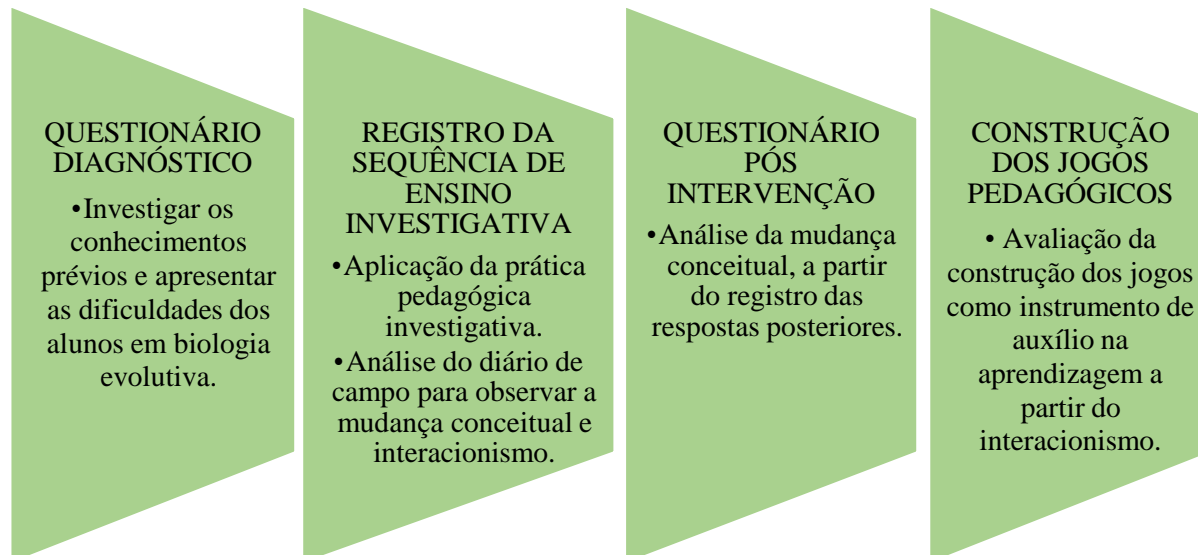 QUESTIONÁRIO
DIAGNÓSTICO
•Investigar os
conhecimentos
prévios e apresentar
as dificuldades dos
alunos em biologia
evolutiva.
REGISTRO DA
SEQUÊNCIA DE
ENSINO
INVESTIGATIVA
•Aplicação da prática
pedagógica
investigativa.
•Análise do diário de
campo para observar a
mudança conceitual e
interacionismo.
QUESTIONÁRIO
PÓS
INTERVENÇÃO
•Análise da mudança
conceitual, a partir
do registro das
respostas posteriores.
CONSTRUÇÃO
DOS JOGOS
PEDAGÓGICOS
• Avaliação da
construção dos jogos
como instrumento de
auxílio na
aprendizagem a
partir do
interacionismo.